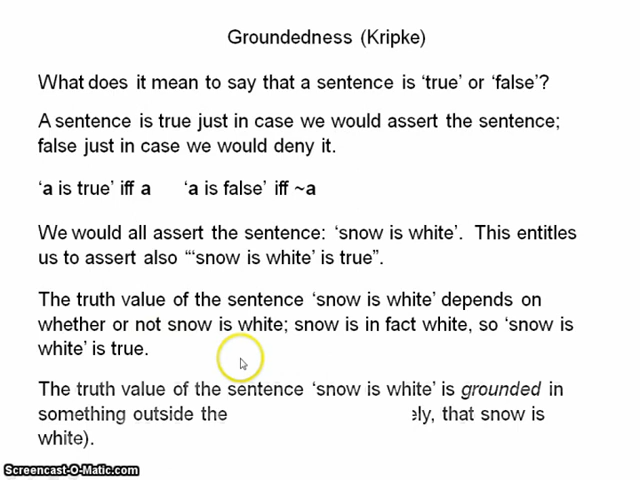 Groundedness (Kripke)
What does it mean to say that a sentence is ‘true’ or ‘false’?
A sentence is true just in case we would assert the sentence;
false just in case we would deny it.
‘a is true’ iff a ‘a is false’ iff ~a
We would all assert the sentence: ‘snow is white’. This entitles
us to assert also “‘snow is white’ is true”.
The truth value of the sentence ‘snow is white’ depends on
whether or not snow is white; snow is in fact white, so ‘snow is
white’ is true.
The truth value of the sentence ‘snow is white’ is grounded in
something outside the ely, that snow is
white).
Screencast-O-Matic.com